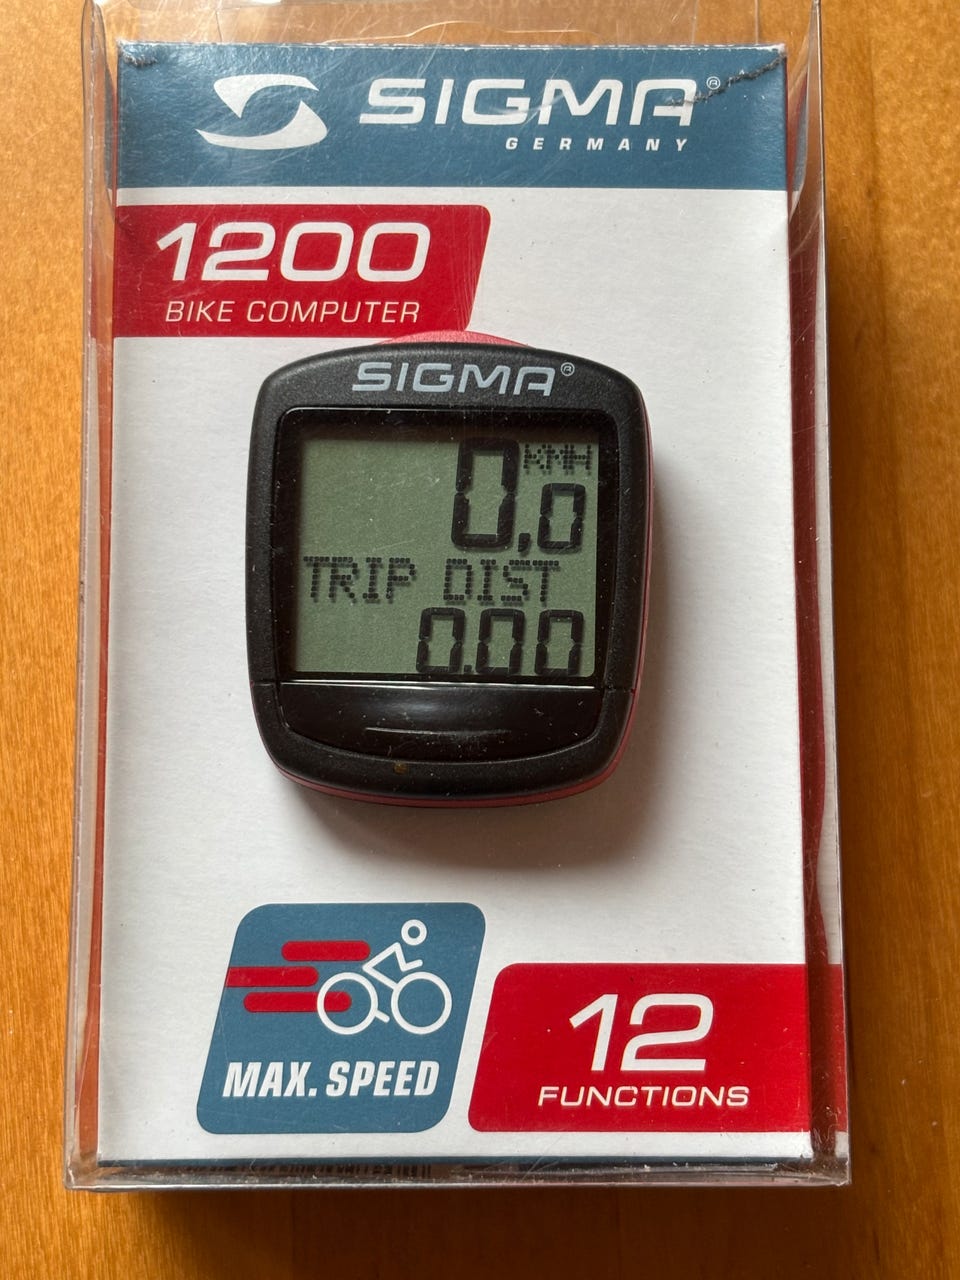 SIGMA®
GERMANY
1200
BIKE COMPUTER
SIGMA®
KMH
0,0
TRIP DIST
0.00
MAX. SPEED
12
FUNCTIONS